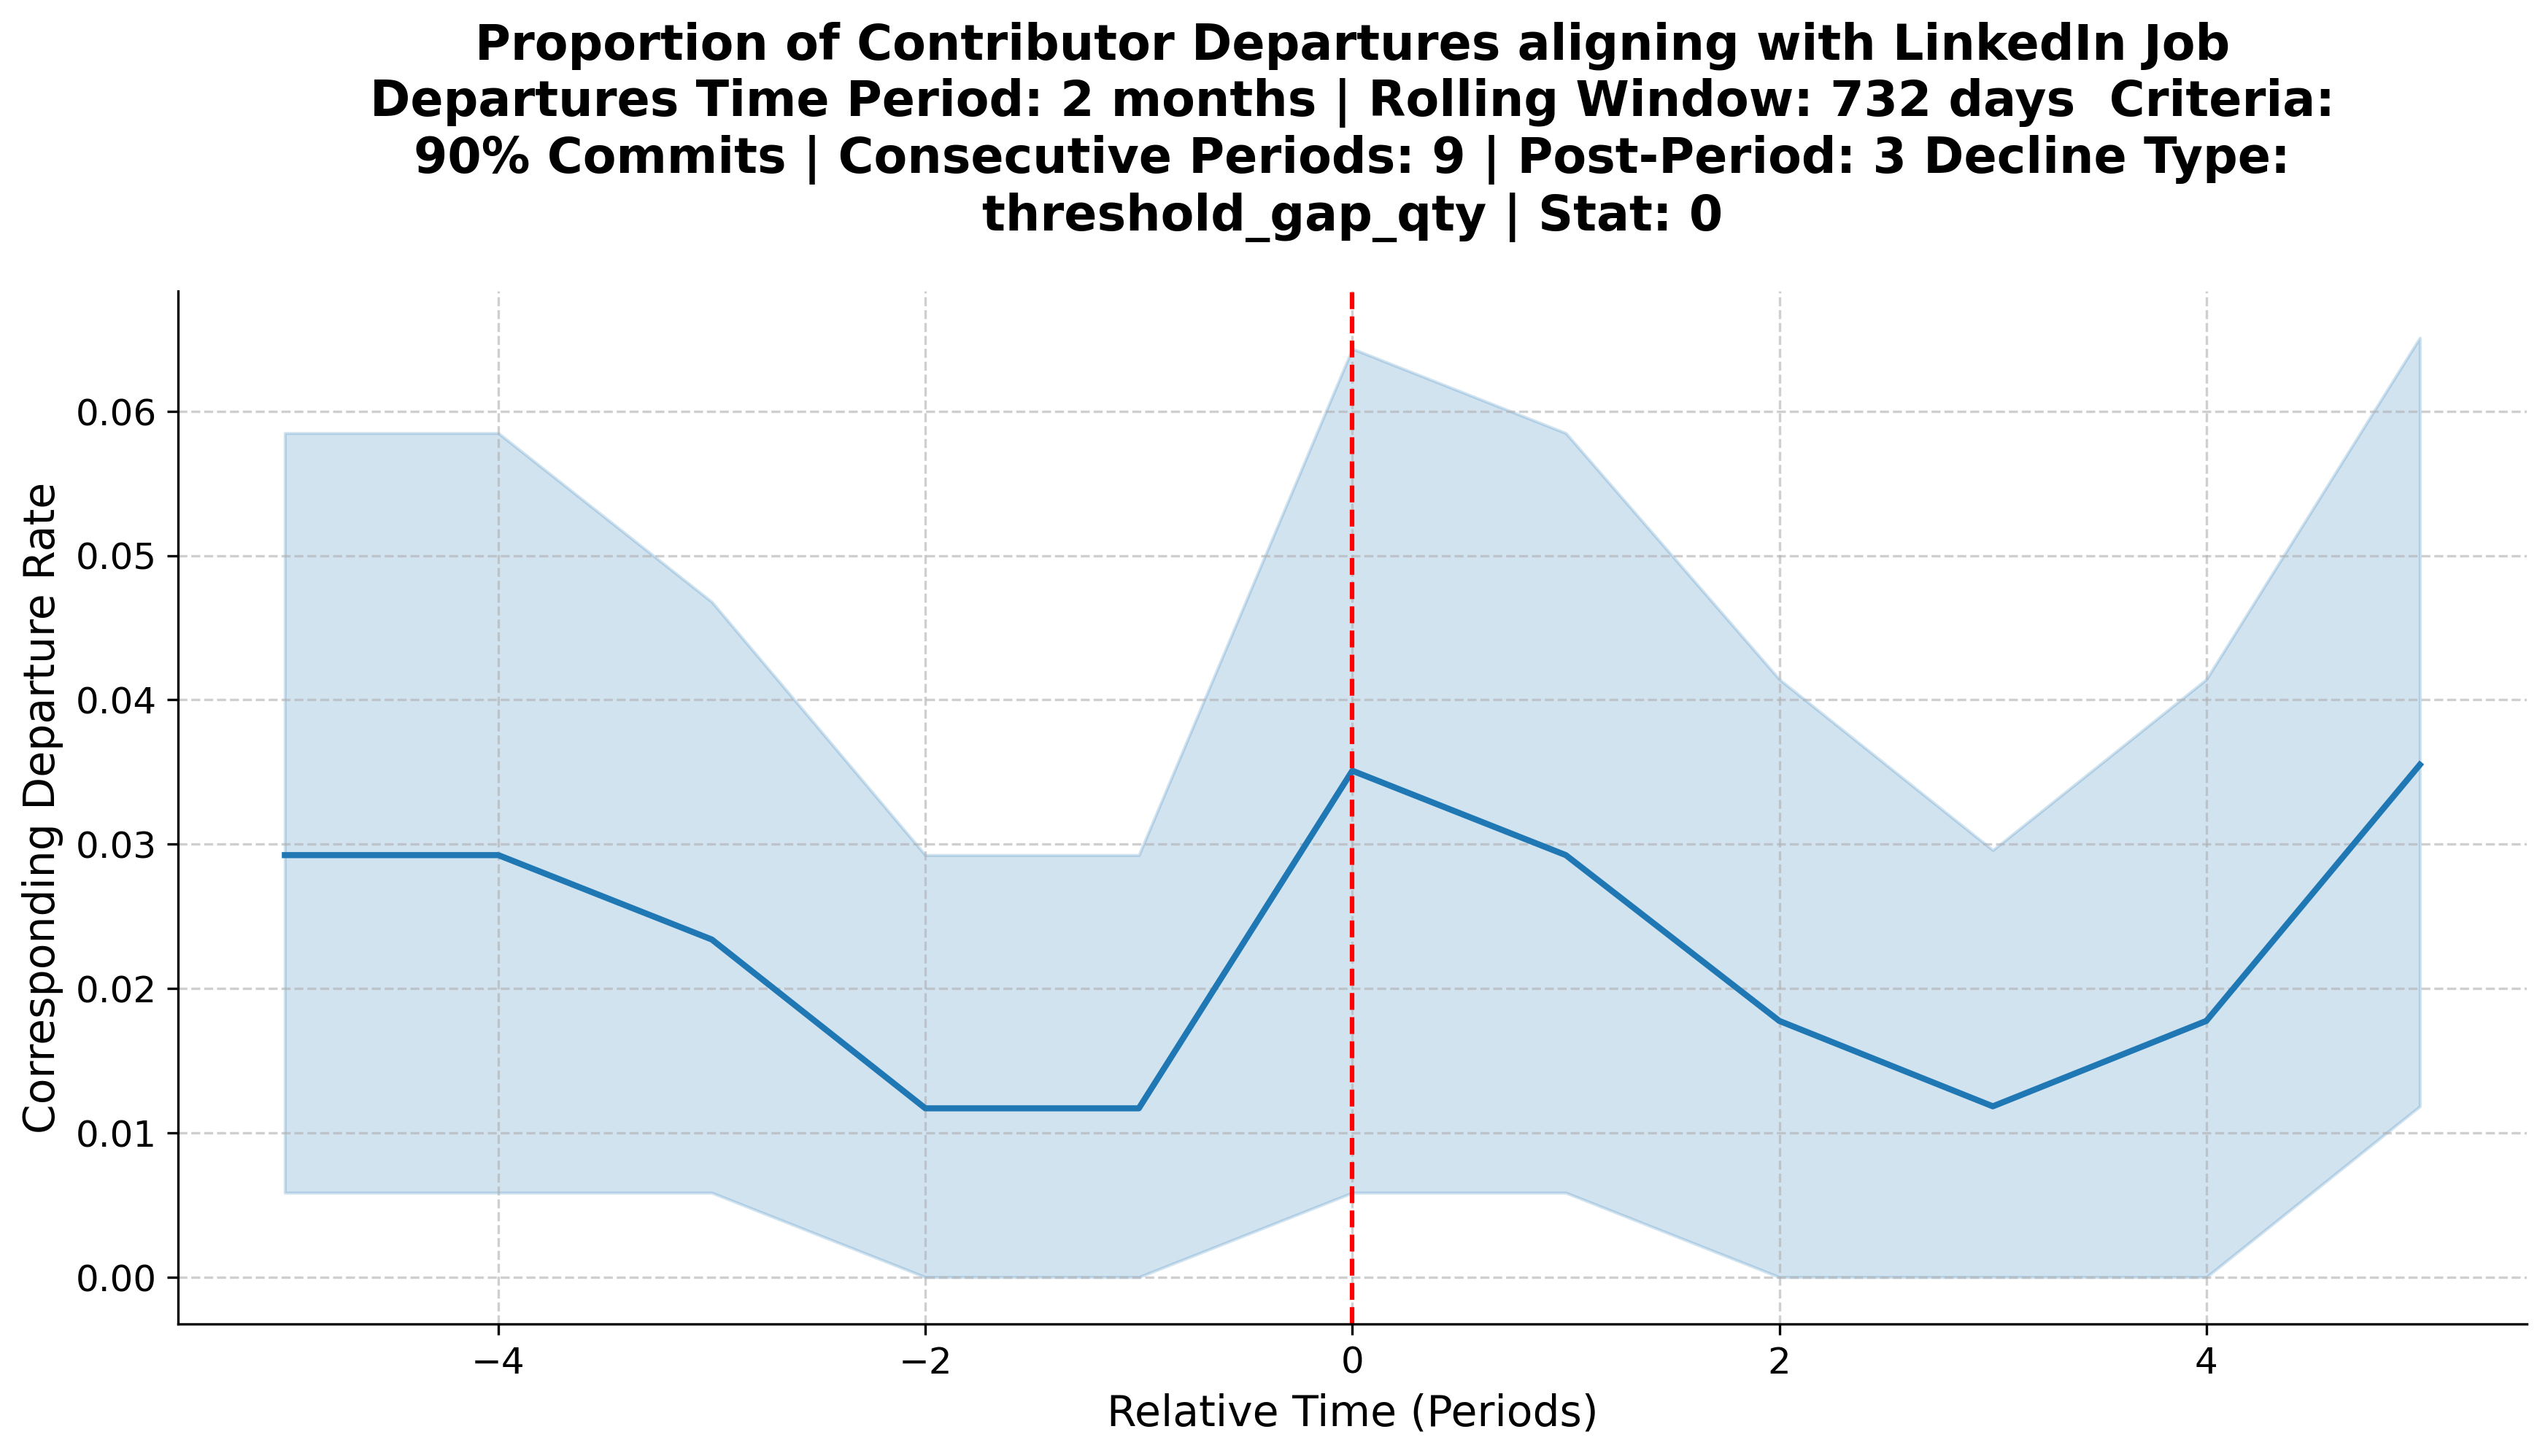 Proportion of Contributor Departures aligning with LinkedIn Job
Departures Time Period: 2 months | Rolling Window: 732 days  Criteria:
90% Commits | Consecutive Periods: 9 | Post-Period: 3 Decline Type:
threshold_gap_qty | Stat: 0
Corresponding Departure Rate
0.06
0.05
0.04
0.03
0.02
0.01
0.00
−4
−2
0
2
4
Relative Time (Periods)